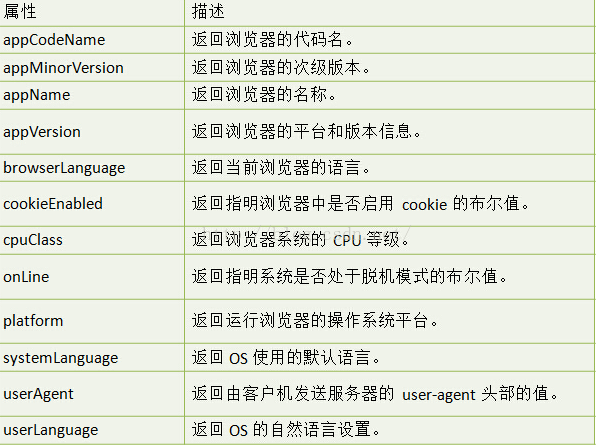 属性 描述
appCodeName 返回浏览器的代码名。
appMinorVersion 返回浏览器的次级版本。
appName 返回浏览器的名称。
appVersion 返回浏览器的平台和版本信息。
browserLanguage 返回当前浏览器的语言。
cookieEnabled 返回指明浏览器中是否启用 cookie 的布尔值。
cpuClass 返回浏览器系统的 CPU 等级。
onLine 返回指明系统是否处于脱机模式的布尔值。
platform 返回运行浏览器的操作系统平台。
systemLanguage 返回 OS 使用的默认语言。
userAgent 返回由客户机发送服务器的 user-agent 头部的值。
userLanguage 返回 OS 的自然语言设置。